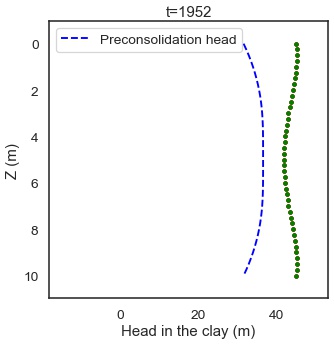 t=1952
Preconsolidation head
0
2
4
6
8
10
Z (m)
0 20 40
Head in the clay (m)